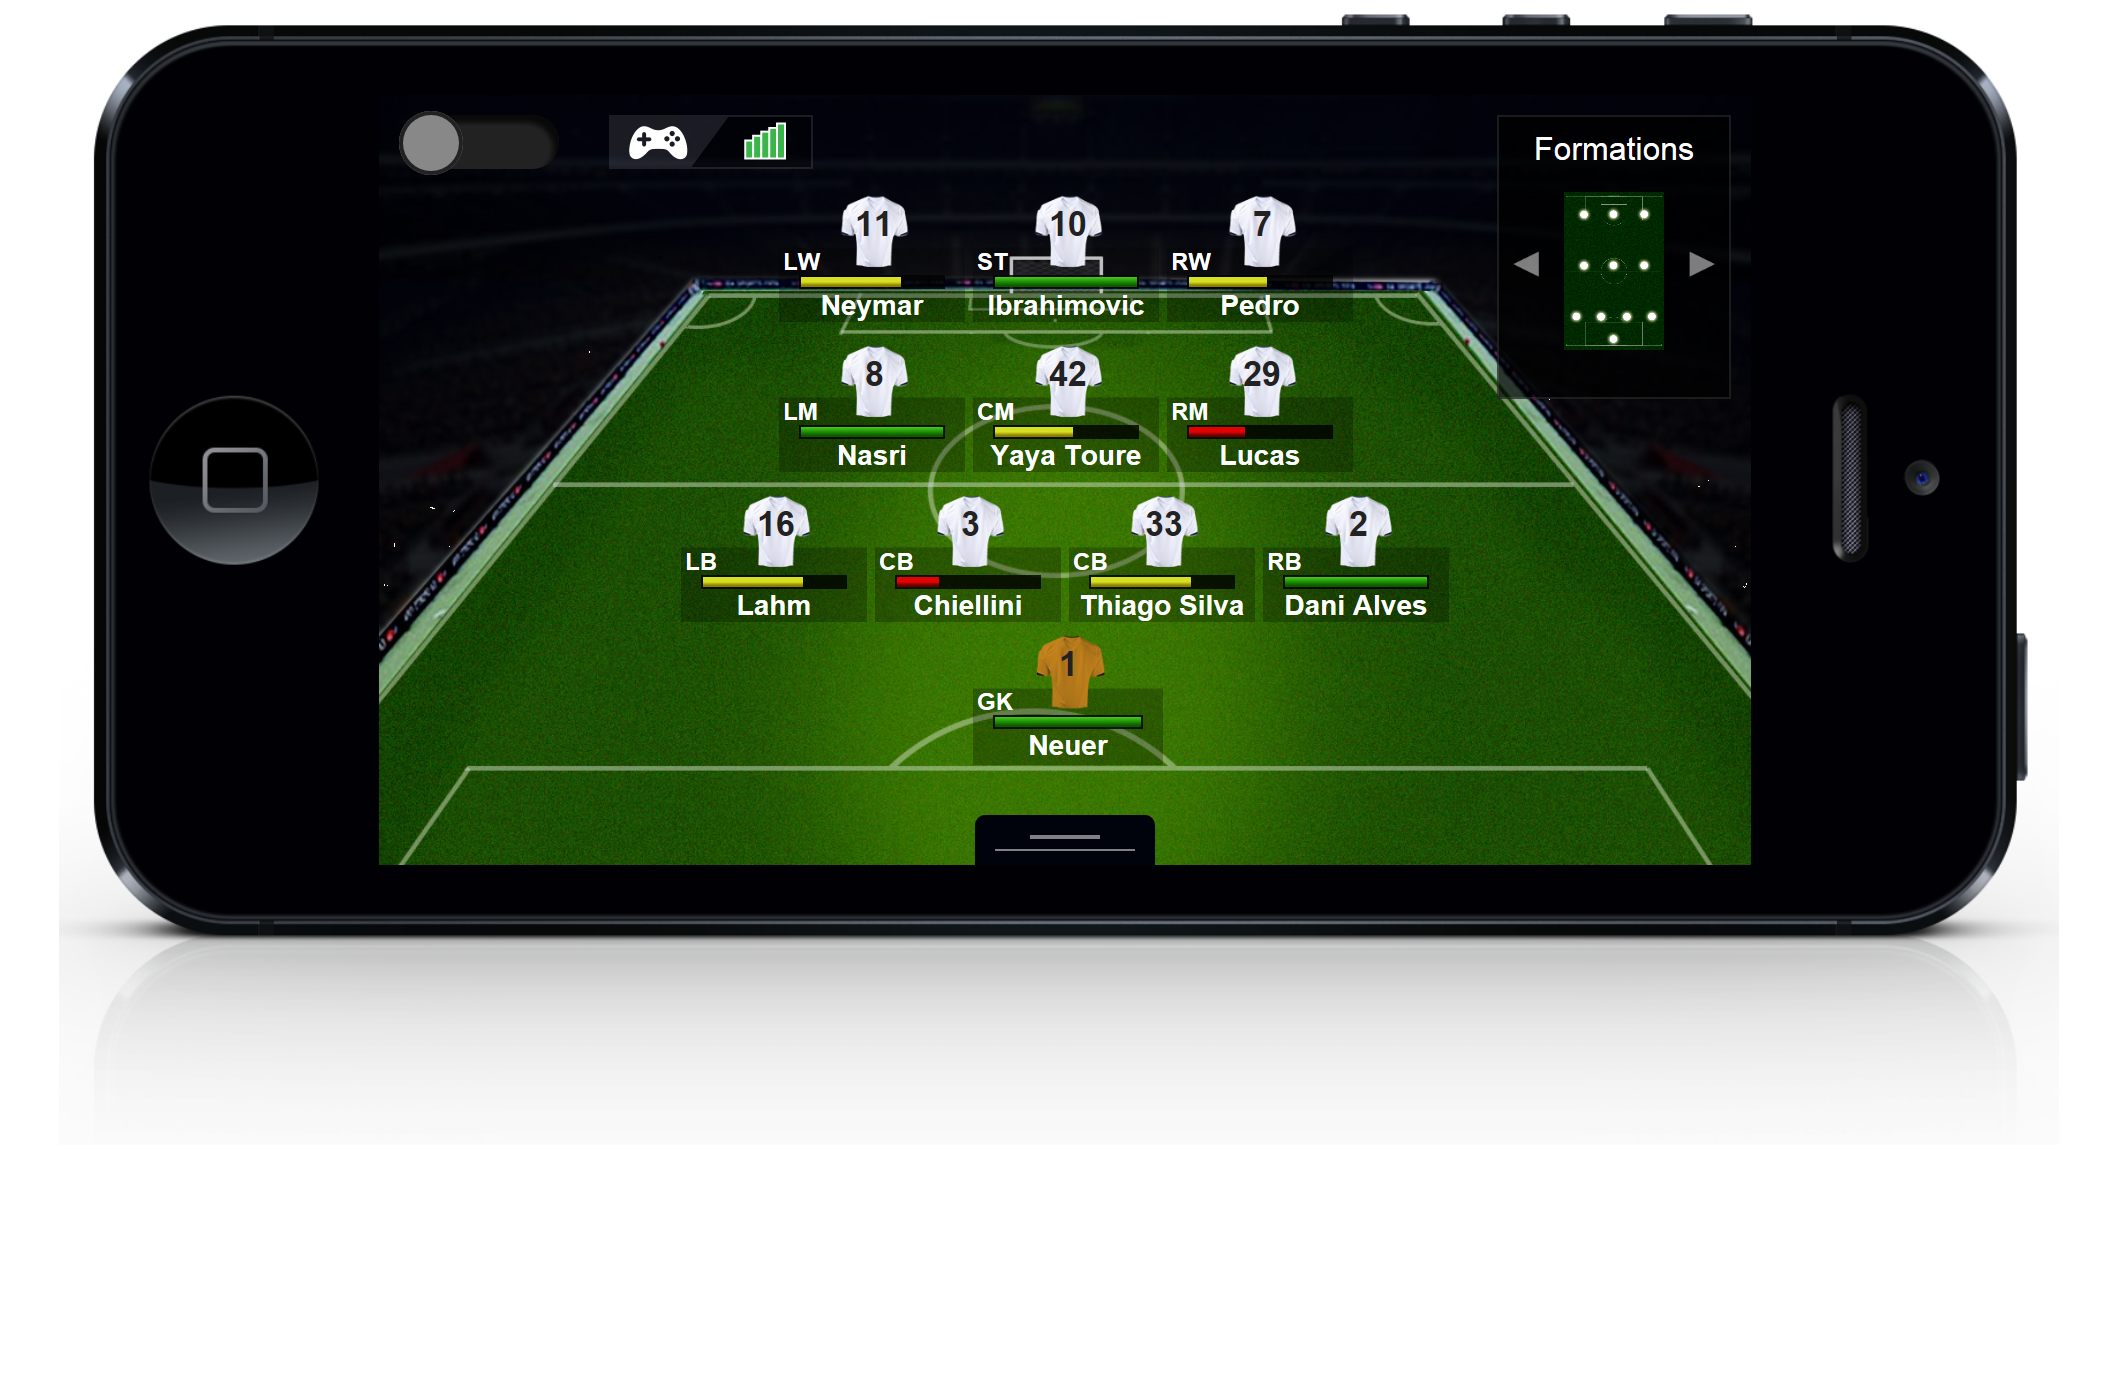 Formations
11 10 7
LW ST RW
Neymar Ibrahimovic Pedro
8 42 29
LM CM RM
Nasri Yaya Toure Lucas
16 3 33 2
LB CB CB RB
Lahm Chiellini Thiago Silva Dani Alves
1
GK
Neuer